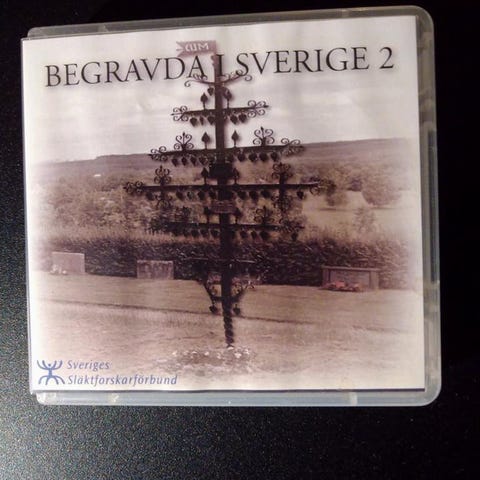 BEGRAVDA I SVERIGE 2
Sveriges
Släktforskarförbund